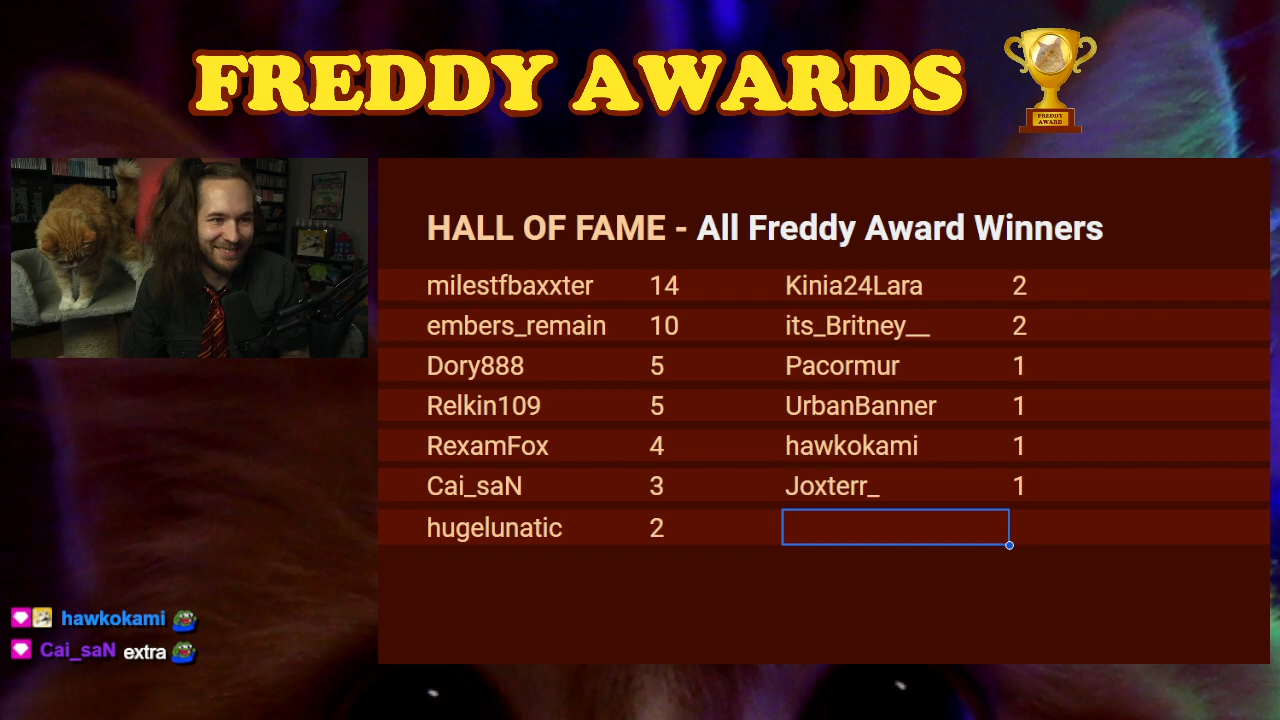 FREDDY AWARDS
FREDDY
AWARD
HALL OF FAME - All Freddy Award Winners
milestfbaxxter 14 Kinia24Lara 2
embers_remain 10 its_Britney__ 2
Dory888 5 Pacormur 1
Relkin109 5 UrbanBanner 1
RexamFox 4 hawkokami 1
Cai_saN 3 Joxterr_ 1
hugelunatic 2
hawkokami
Cai_saN extra